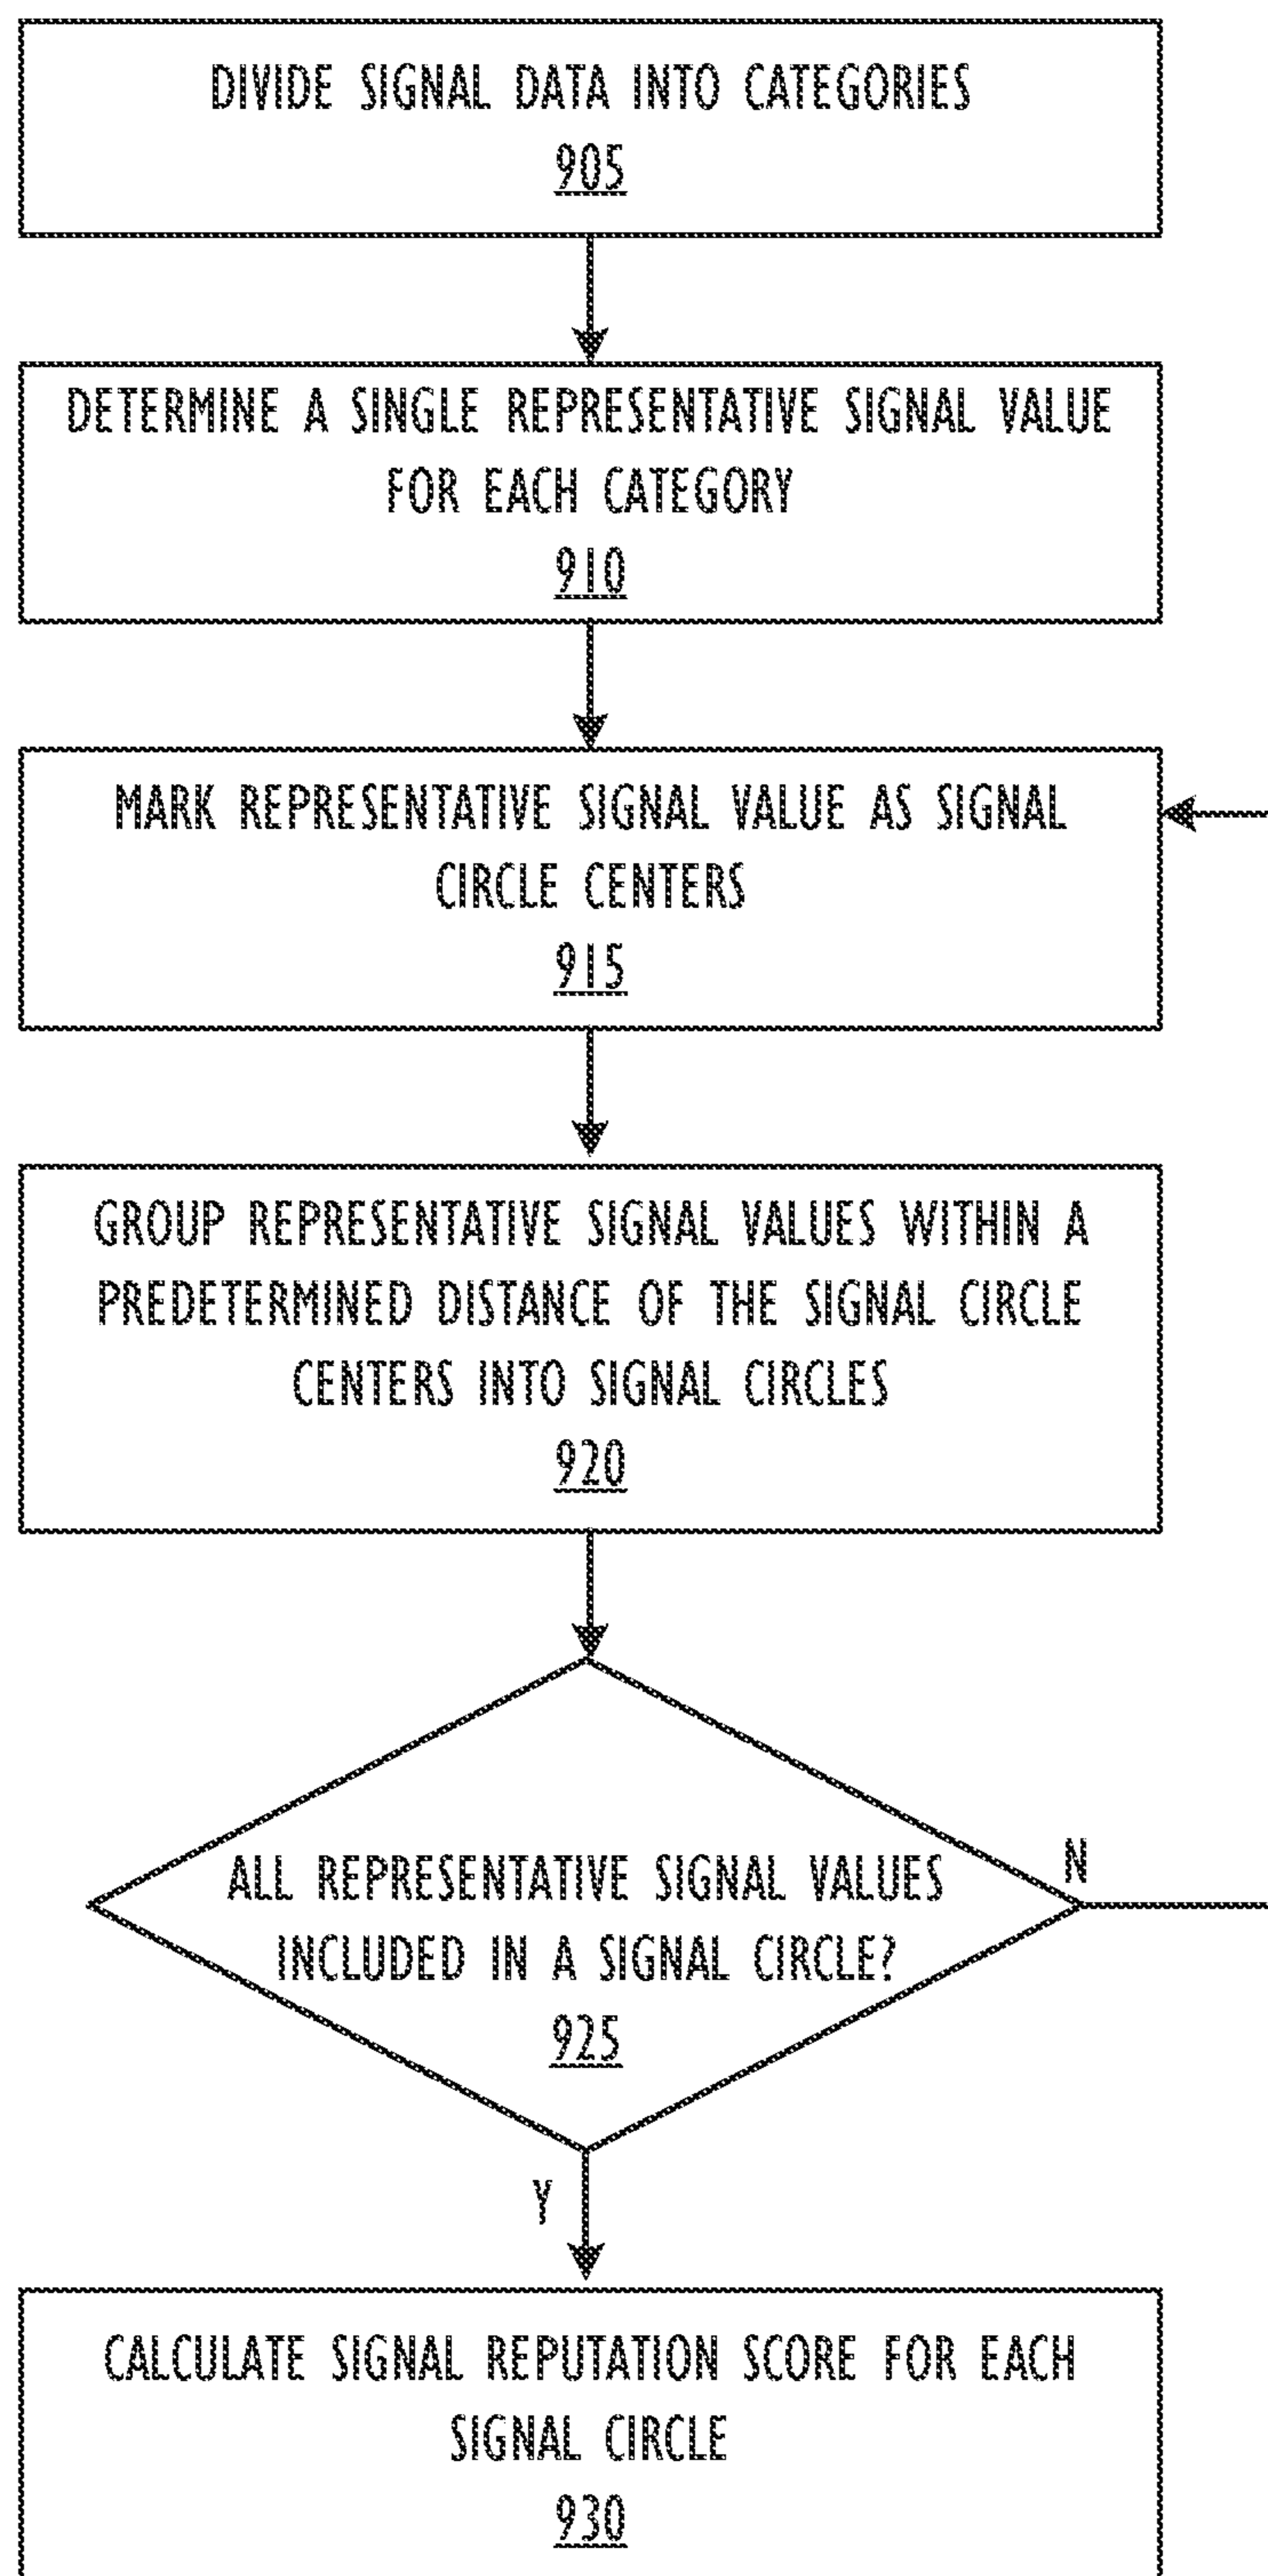 DIVIDE SIGNAL DATA INTO CATEGORIES
905
DETERMINE A SINGLE REPRESENTATIVE SIGNAL VALUE
FOR EACH CATEGORY
910
MARK REPRESENTATIVE SIGNAL VALUE AS SIGNAL
CIRCLE CENTERS
915
GROUP REPRESENTATIVE SIGNAL VALUES WITHIN A
PREDETERMINED DISTANCE OF THE SIGNAL CIRCLE
CENTERS INTO SIGNAL CIRCLES
920
N
ALL REPRESENTATIVE SIGNAL VALUES
INCLUDED IN A SIGNAL CIRCLE?
925
Y
CALCULATE SIGNAL REPUTATION SCORE FOR EACH
SIGNAL CIRCLE
930